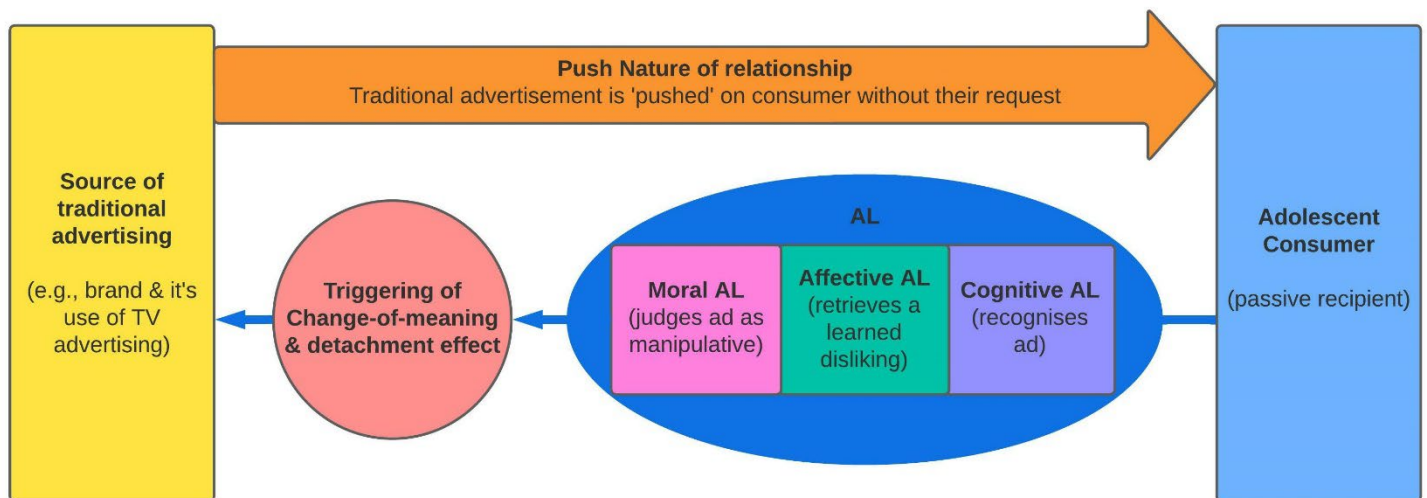 Push Nature of relationship
Traditional advertisement is 'pushed' on consumer without their request
Source of
traditional
advertising
(e.g., brand & it's
use of TV
advertising)
Triggering of
Change-of-meaning
& detachment effect
AL
Moral AL
(judges ad as
manipulative)
Affective AL
(retrieves a
learned
disliking)
Cognitive AL
(recognises
ad)
Adolescent
Consumer
(passive recipient)